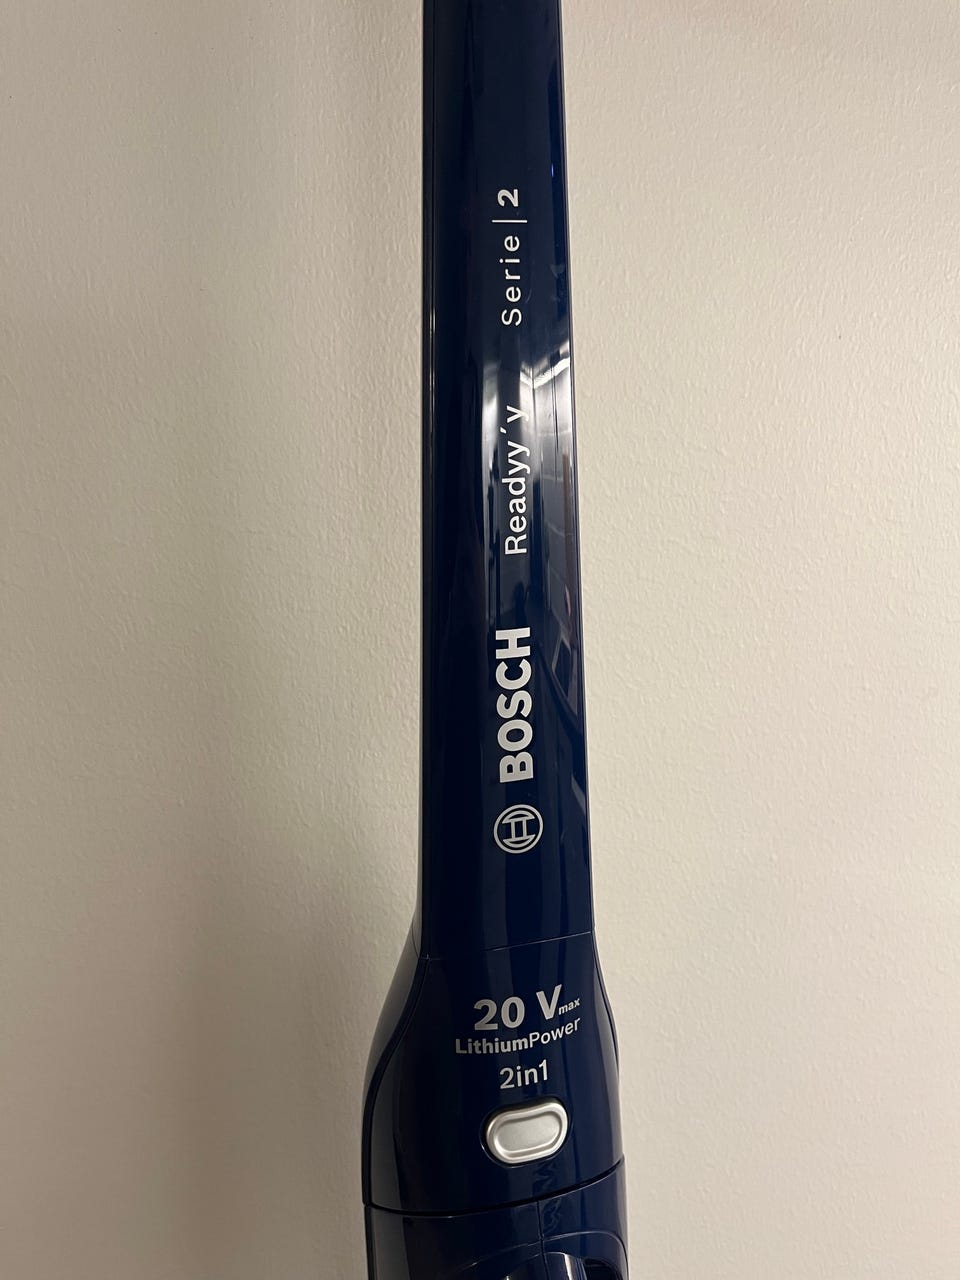 BOSCH Readyy´y Serie|2
20 Vmax
LithiumPower
2in1